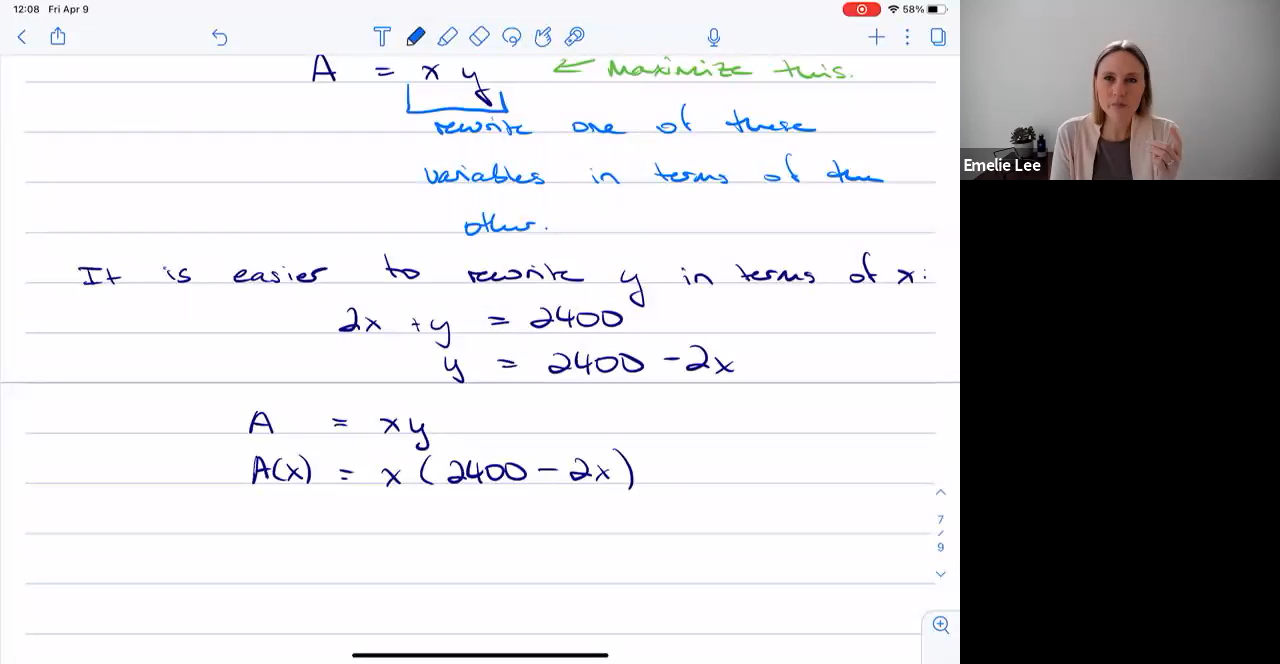 12:08 Fri Apr 9
58%
A = x y ← Maximize this.
rewrite one of these
variables in terms of the
other.
It is easier to rewrite y in terms of x:
2x + y = 2400
y = 2400 - 2x
A = xy
A(x) = x (2400 - 2x)
7
/
9
Emelie Lee